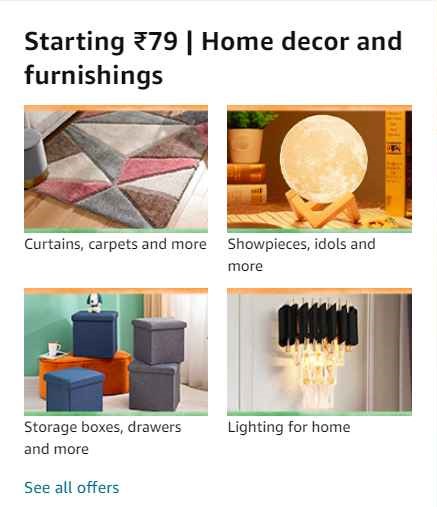 Starting ₹79 | Home decor and
furnishings
Curtains, carpets and more
Showpieces, idols and
more
Storage boxes, drawers
and more
Lighting for home
See all offers